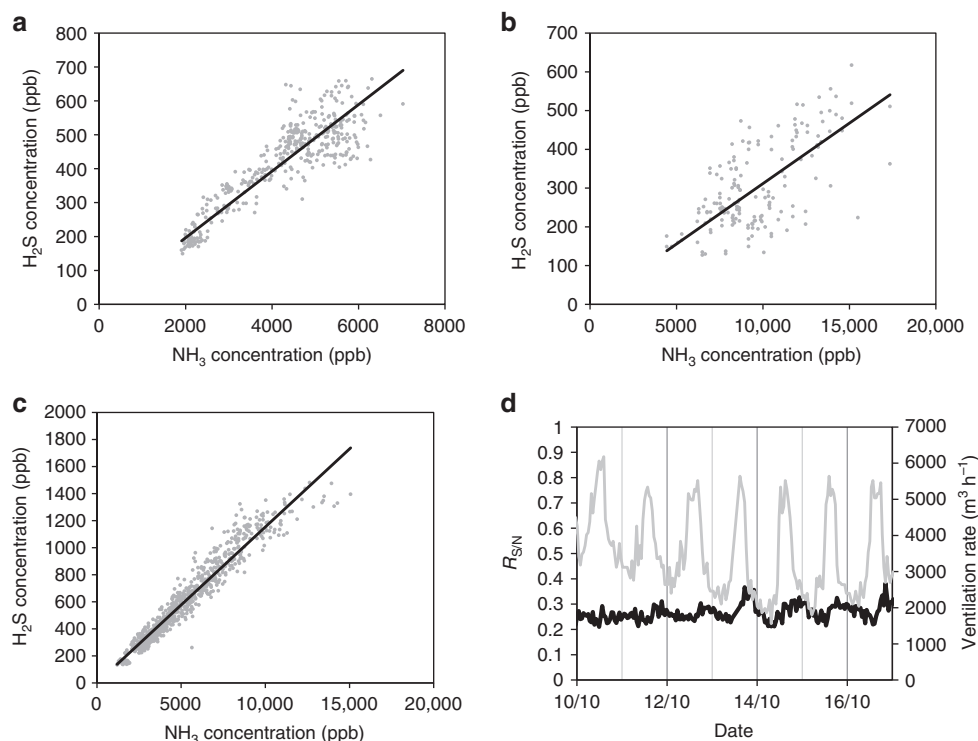 a
800
700
600
500
400
300
200
100
0
H₂S concentration (ppb)
0 2000 4000 6000 8000
NH₃ concentration (ppb)
b
700
600
500
400
300
200
100
0
H₂S concentration (ppb)
0 5000 10,000 15,000 20,000
NH₃ concentration (ppb)
c
2000
1800
1600
1400
1200
1000
800
600
400
200
0
H₂S concentration (ppb)
0 5000 10,000 15,000 20,000
NH₃ concentration (ppb)
d
1
0.9
0.8
0.7
0.6
0.5
0.4
0.3
0.2
0.1
0
R S/N
7000
6000
5000
4000
3000
2000
1000
0
Ventilation rate (m³ h⁻¹)
10/10 12/10 14/10 16/10
Date